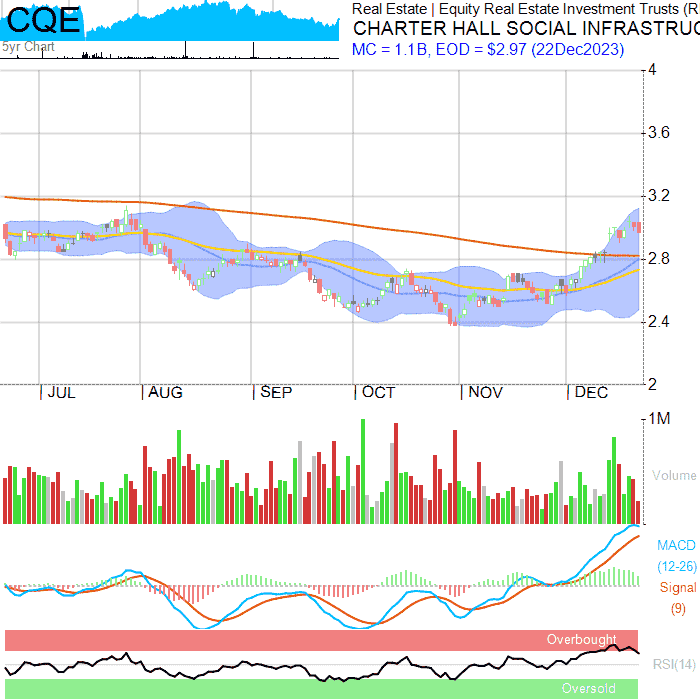 CQE
Real Estate | Equity Real Estate Investment Trusts (R
CHARTER HALL SOCIAL INFRASTRUC
5yr Chart
MC = 1.1B, EOD = $2.97 (22Dec2023)
4
3.6
3.2
2.8
2.4
2
JUL AUG SEP OCT NOV DEC
1M
Volume
MACD
(12-26)
Signal
(9)
Overbought
RSI(14)
Oversold